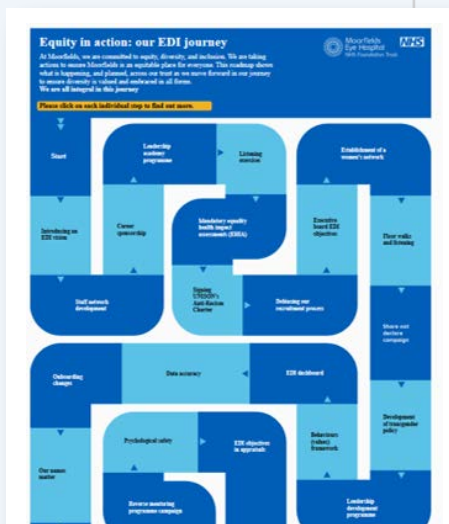 Equity in action: our EDI journey
Moorfields
Eye Hospital
NHS Foundation Trust
NHS
At Moorfields, we are committed to equity, diversity, and inclusion. We are taking
actions to ensure Moorfields is an equitable place for everyone. This roadmap shows
what is happening, and planned, across our trust as we move forward in our journey
to ensure diversity is valued and embraced in all forms.
We are all integral in this journey
Please click on each individual step to find out more.
Start
Introducing an
EDI vision
Staff network
development
Career
sponsorship
Leadership
academy
programme
Listening
exercise
Mandatory equality
health impact
assessments (EHIA)
Signing
UNISON's
Anti-Racism
Charter
Debiasing our
recruitment process
Executive
board EDI
objectives
Establishment of a
women's network
Floor walks
and listening
Share not
declare
campaign
Development
of transgender
policy
Leadership
development
programme
Behaviours
(values)
framework
EDI dashboard
Data accuracy
Onboarding
changes
Our names
matter
Reverse mentoring
programme campaign
Psychological safety
EDI objectives
in appraisals